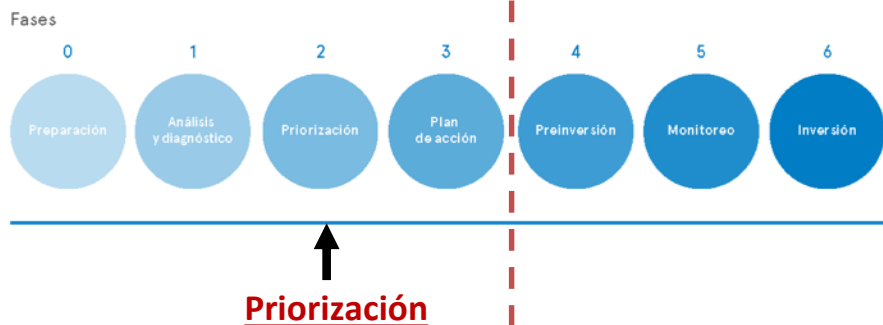 Fases
0 1 2 3 4 5 6
Preparación
Análisis
y diagnóstico
Priorización
Plan
de acción
Preinversión
Monitoreo
Inversión
Priorización